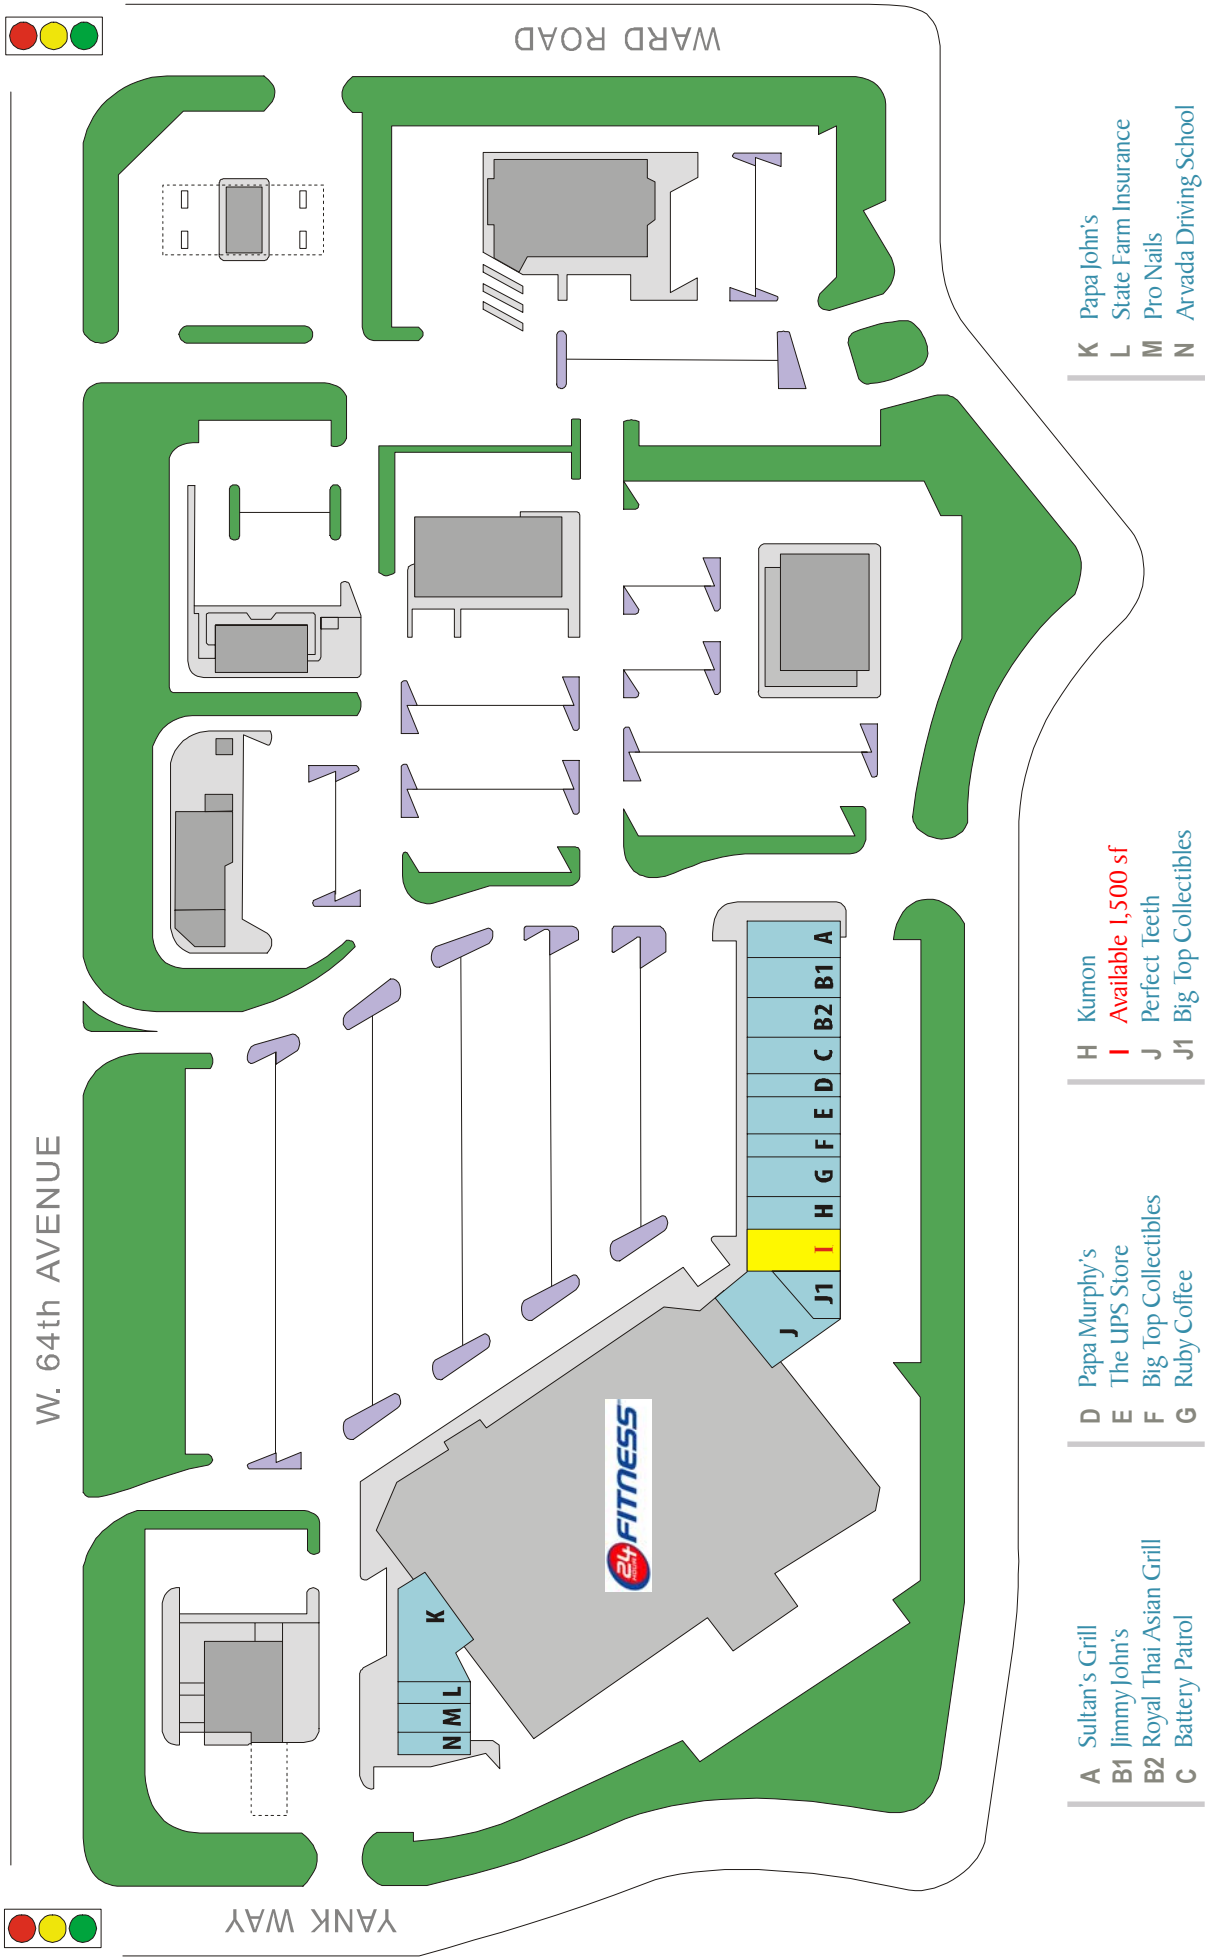 W. 64th AVENUE
YANK WAY
WARD ROAD
24 HOUR FITNESS
K
N
M
L
J
J1
I
H
G
F
E
D
C
B2
B1
A
A Sultan's Grill
B1 Jimmy John's
B2 Royal Thai Asian Grill
C Battery Patrol
D Papa Murphy's
E The UPS Store
F Big Top Collectibles
G Ruby Coffee
H Kumon
I Available 1,500 sf
J Perfect Teeth
J1 Big Top Collectibles
K Papa John's
L State Farm Insurance
M Pro Nails
N Arvada Driving School